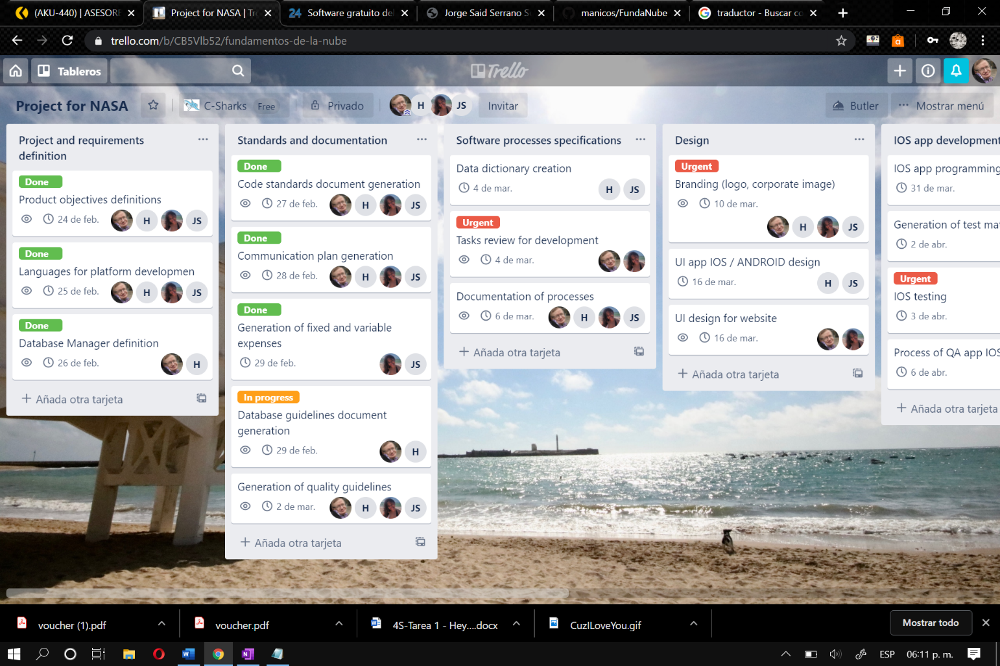 (AKU-440) | ASESORE
Project for NASA | Tre
24 Software gratuito de
Jorge Said Serrano S
manicos/FundaNube
traductor - Buscar co
trello.com/b/CB5Vlb52/fundamentos-de-la-nube
Tableros
Trello
Project for NASA
C-Sharks Free
Privado
H
JS
Invitar
Butler
Mostrar menú
Project and requirements
definition
Done
Product objectives definitions
24 de feb.
H JS
Done
Languages for platform developmen
25 de feb.
H JS
Done
Database Manager definition
26 de feb.
H
Añada otra tarjeta
Standards and documentation
Done
Code standards document generation
27 de feb.
H JS
Done
Communication plan generation
28 de feb.
H JS
Done
Generation of fixed and variable
expenses
29 de feb.
JS
In progress
Database guidelines document
generation
29 de feb.
H
Generation of quality guidelines
2 de mar.
H JS
Añada otra tarjeta
Software processes specifications
Data dictionary creation
4 de mar.
H JS
Urgent
Tasks review for development
4 de mar.
Documentation of processes
6 de mar.
H JS
Añada otra tarjeta
Design
Urgent
Branding (logo, corporate image)
10 de mar.
H JS
UI app IOS / ANDROID design
16 de mar.
H JS
UI design for website
16 de mar.
Añada otra tarjeta
IOS app development
IOS app programming
31 de mar.
Generation of test ma
2 de abr.
Urgent
IOS testing
3 de abr.
Process of QA app IOS
6 de abr.
Añada otra tarjeta
voucher (1).pdf
voucher.pdf
4S-Tarea 1 - Hey....docx
CuzILoveYou.gif
Mostrar todo
ESP
06:11 p. m.